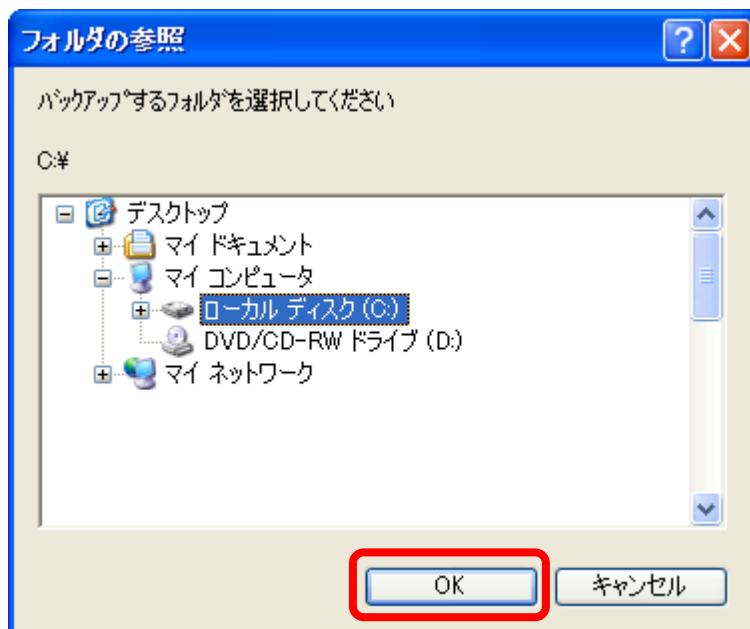 フォルダの参照
バックアップするフォルダを選択してください
C:¥
デスクトップ
マイ ドキュメント
マイ コンピュータ
ローカル ディスク (C:)
DVD/CD-RW ドライブ (D:)
マイ ネットワーク
OK キャンセル